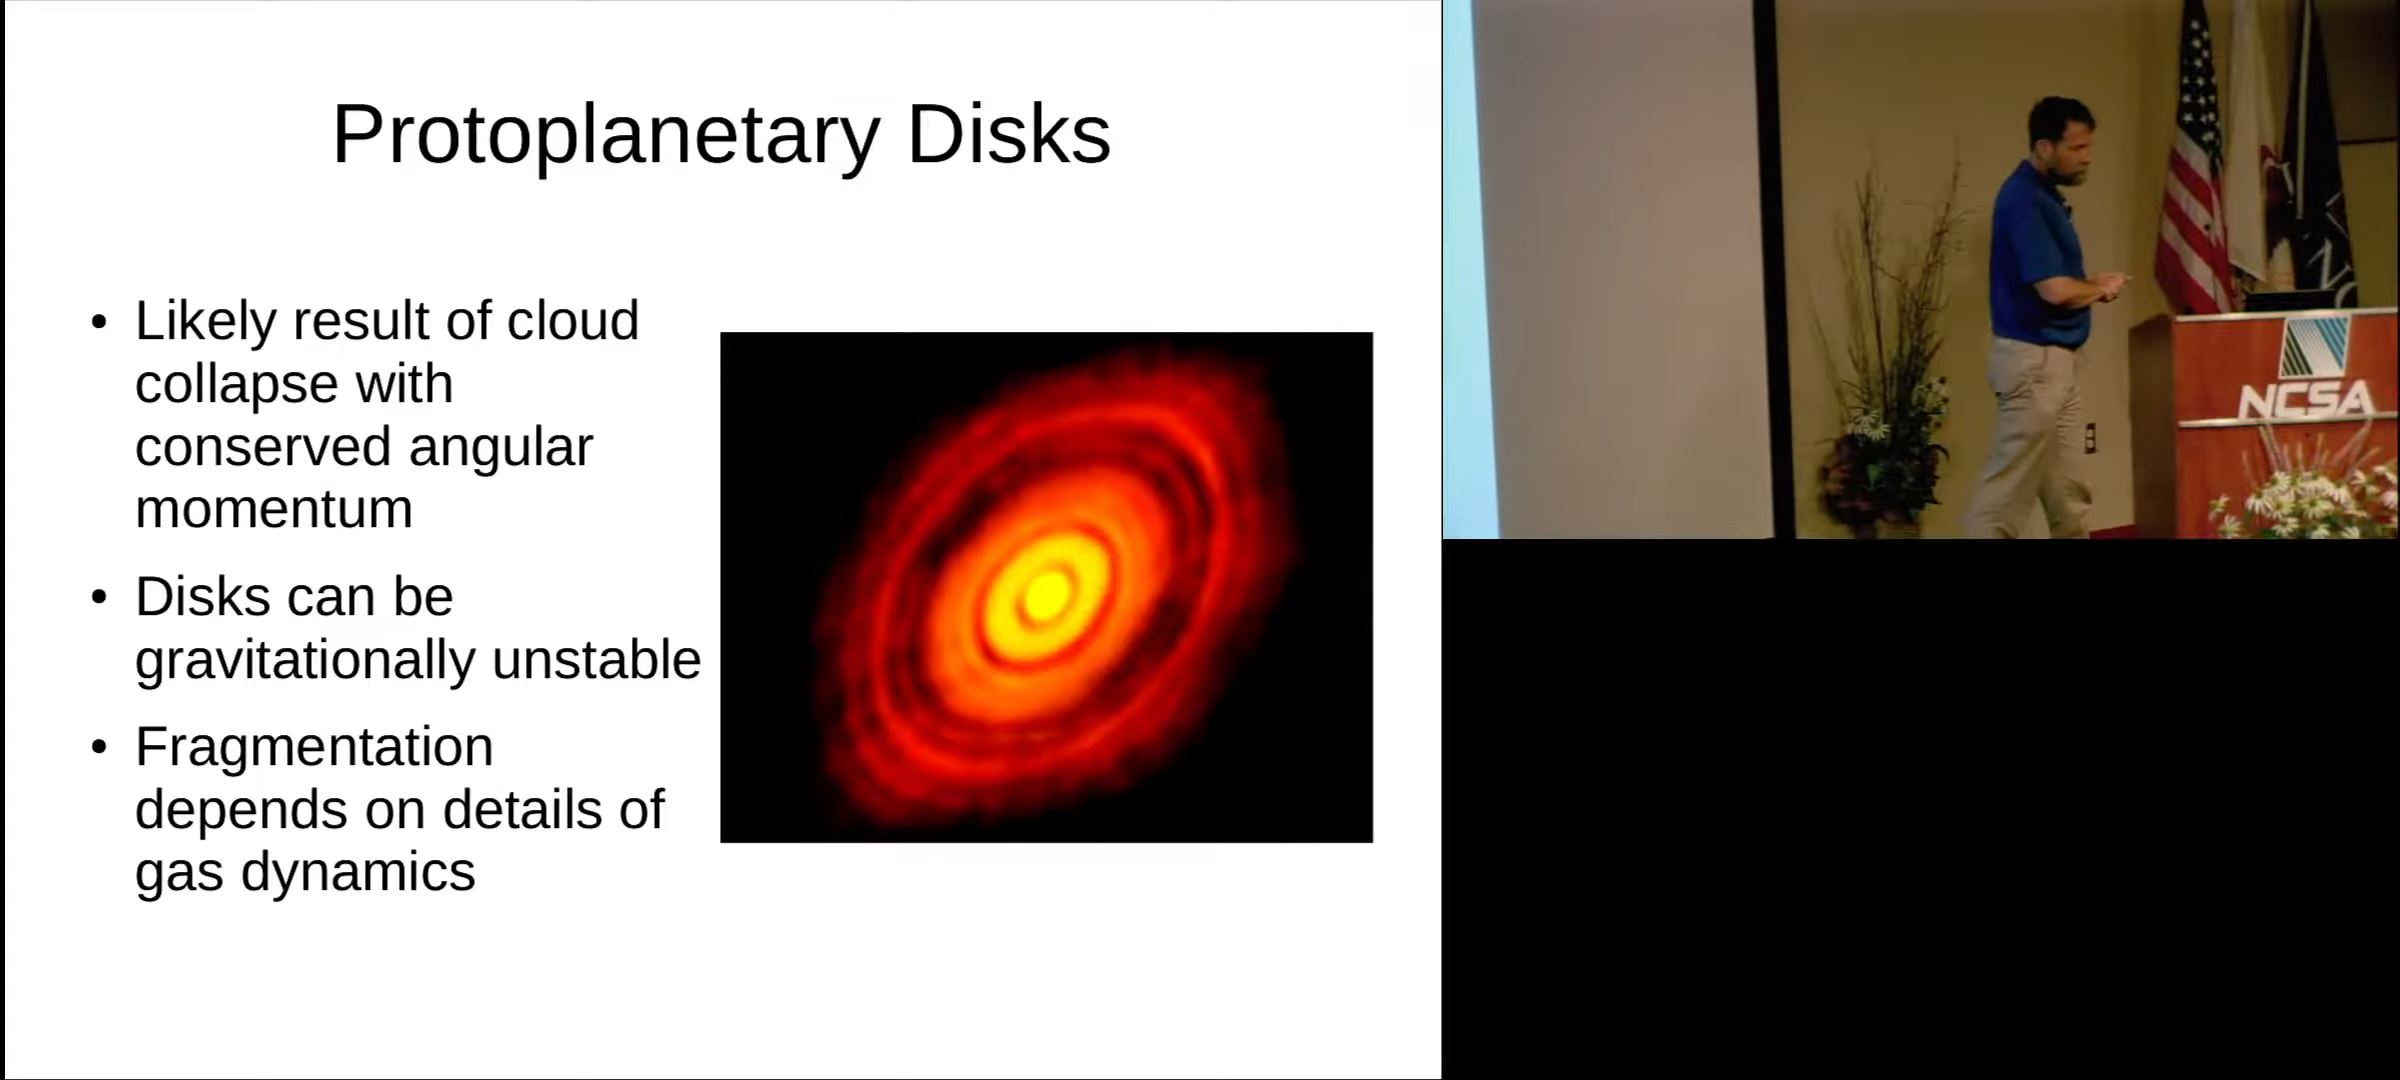 Protoplanetary Disks
• Likely result of cloud
collapse with
conserved angular
momentum
• Disks can be
gravitationally unstable
• Fragmentation
depends on details of
gas dynamics
NCSA